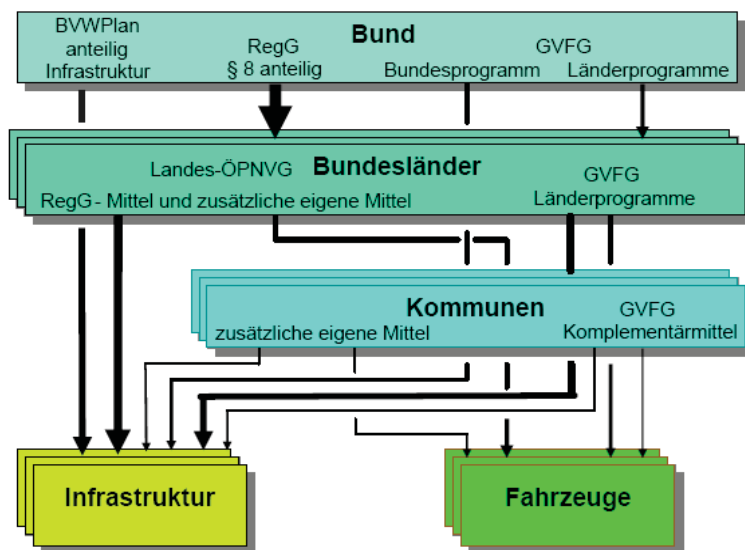 BVWPlan
anteilig
Infrastruktur
RegG
§ 8 anteilig
Bund
GVFG
Bundesprogramm
Länderprogramme
Landes-ÖPNVG
Bundesländer
GVFG
RegG - Mittel und zusätzliche eigene Mittel
Länderprogramme
Kommunen
GVFG
zusätzliche eigene Mittel
Komplementärmittel
Infrastruktur
Fahrzeuge